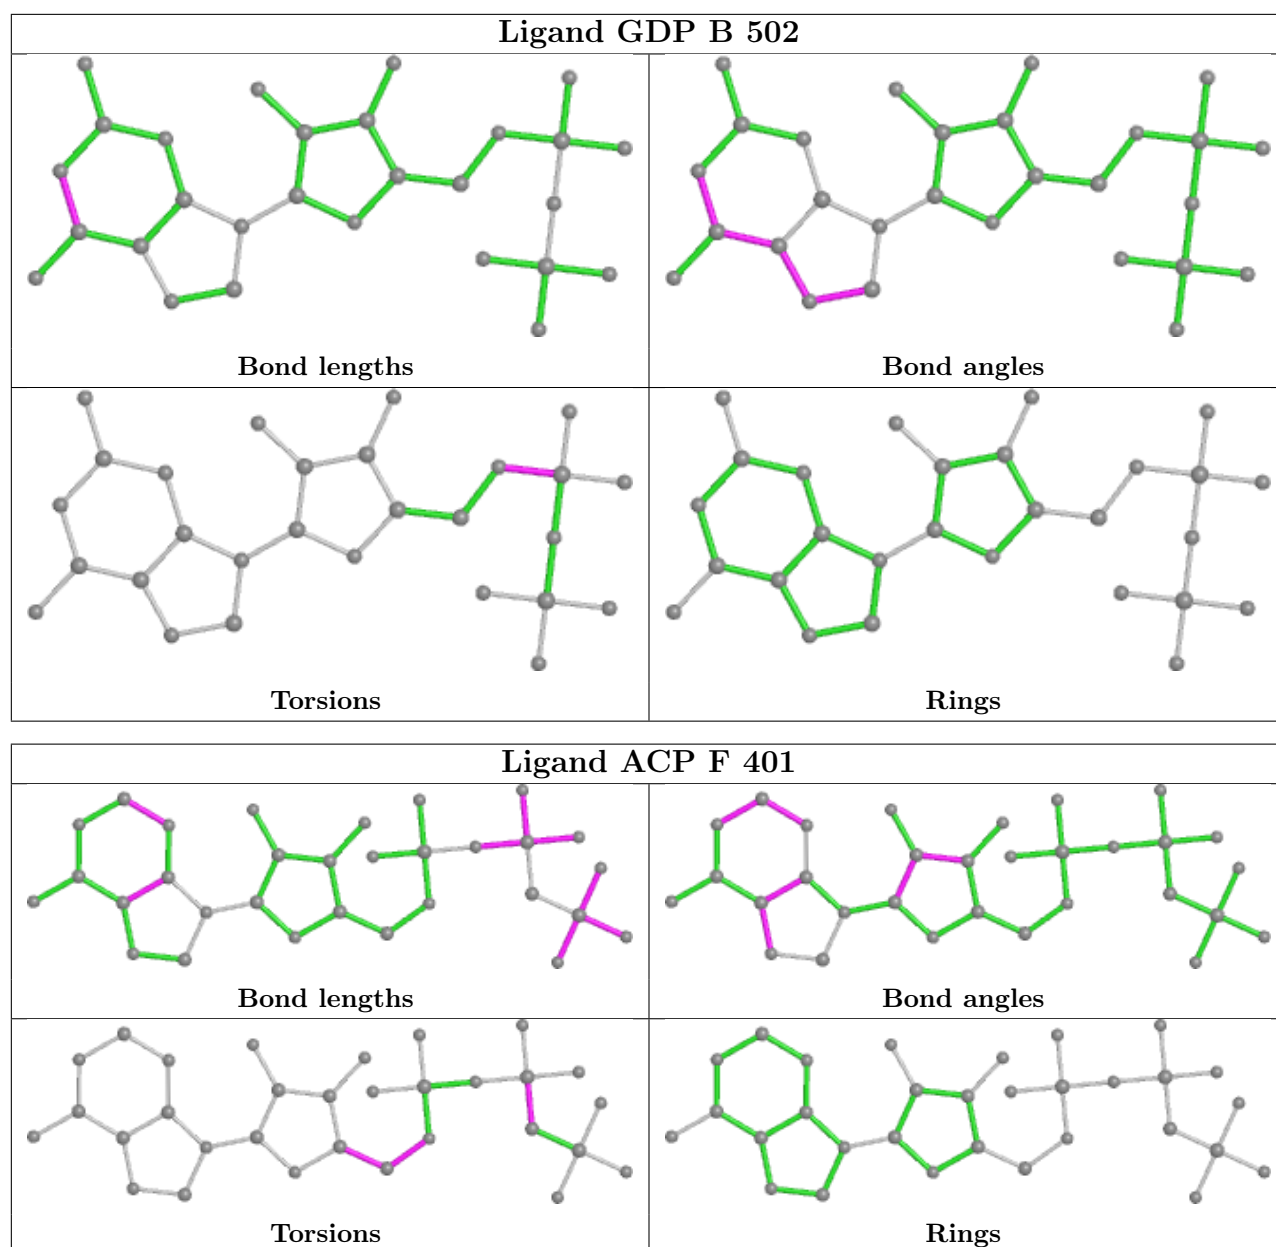 Ligand GDP B 502
Bond lengths
Bond angles
Torsions
Rings
Ligand ACP F 401
Bond lengths
Bond angles
Torsions
Rings